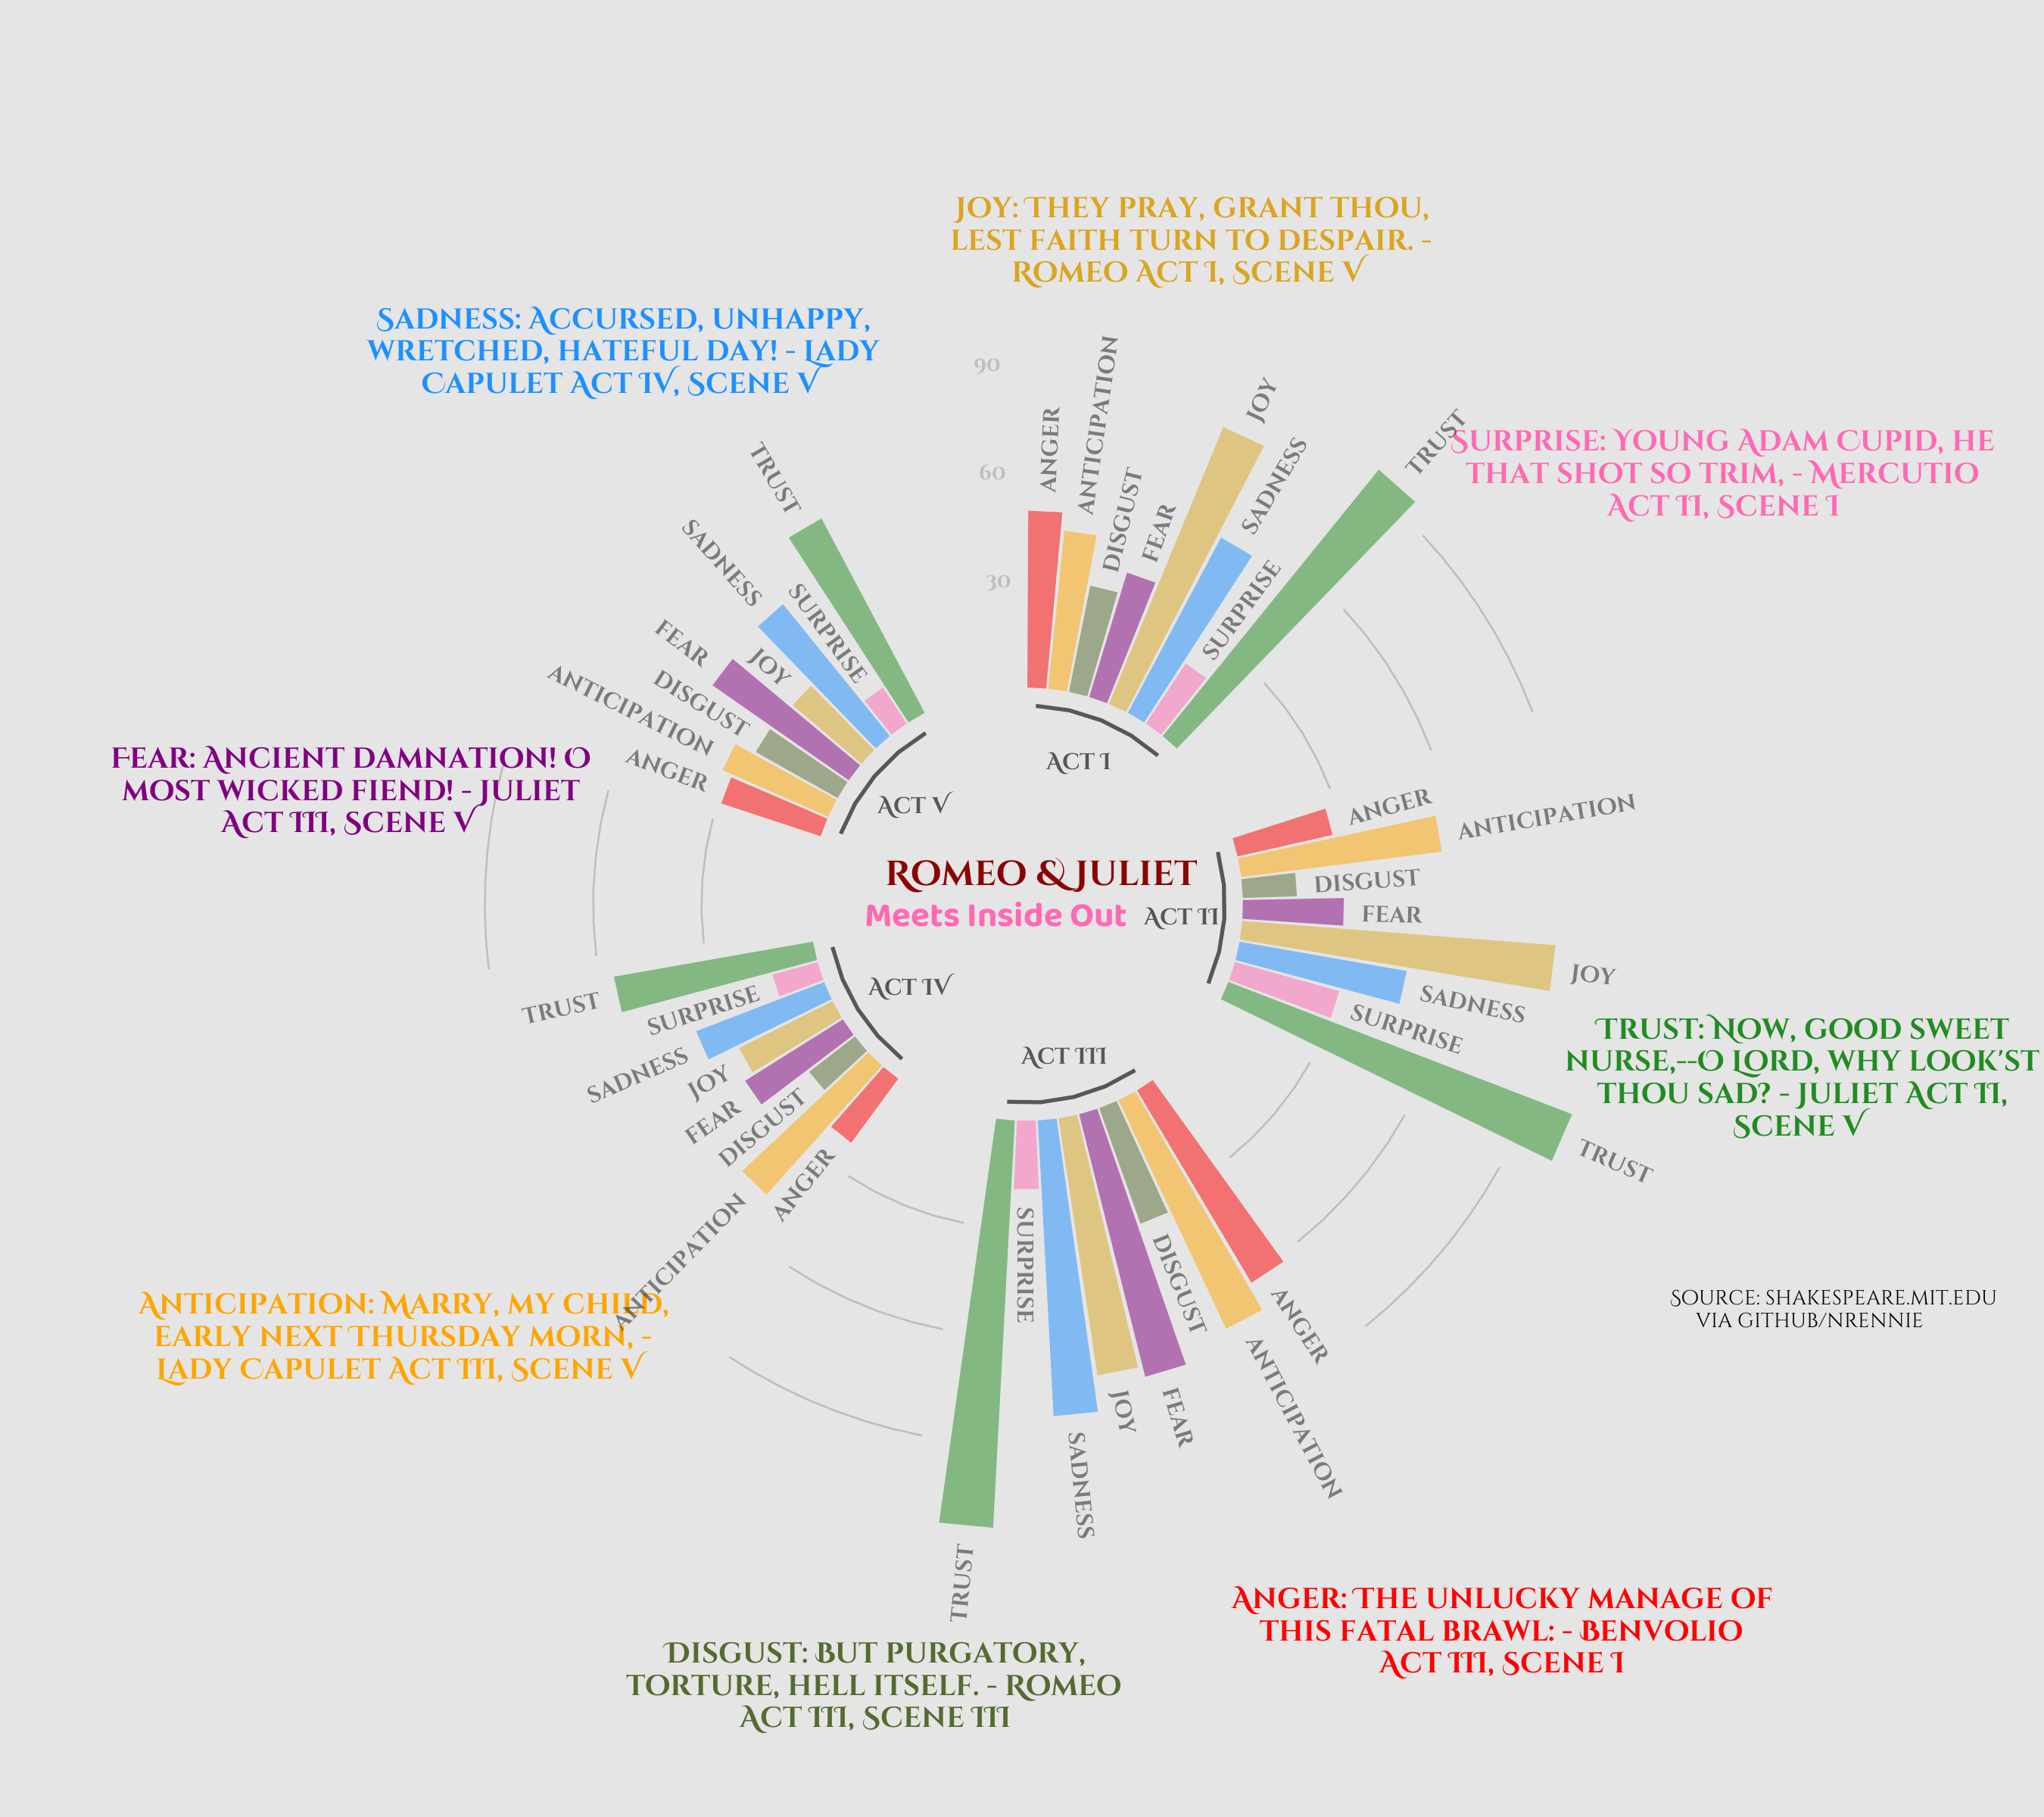 Joy: They pray, grant thou,
lest faith turn to despair. -
Romeo Act I, Scene V
Sadness: Accursed, unhappy,
wretched, hateful day! - Lady
Capulet Act IV, Scene V
Surprise: Young Adam Cupid, he
that shot so trim, - Mercutio
Act II, Scene I
90
60
30
ANGER
ANTICIPATION
DISGUST
FEAR
JOY
SADNESS
SURPRISE
TRUST
Act I
ANGER
ANTICIPATION
DISGUST
FEAR
JOY
SADNESS
SURPRISE
TRUST
Act II
Trust: Now, good sweet
nurse,--O Lord, why look'st
thou sad? - Juliet Act II,
Scene V
ANGER
ANTICIPATION
DISGUST
FEAR
JOY
SADNESS
SURPRISE
TRUST
Act III
Source: shakespeare.mit.edu
via GitHub/nrennie
Anger: The unlucky manage of
this fatal brawl: - Benvolio
Act III, Scene I
Disgust: But purgatory,
torture, hell itself. - Romeo
Act III, Scene III
ANGER
ANTICIPATION
DISGUST
FEAR
JOY
SADNESS
SURPRISE
TRUST
Act IV
Anticipation: Marry, my child,
early next Thursday morn, -
Lady Capulet Act III, Scene V
ANGER
ANTICIPATION
DISGUST
FEAR
JOY
SADNESS
SURPRISE
TRUST
Act V
Fear: Ancient damnation! O
most wicked fiend! - Juliet
Act III, Scene V
Romeo & Juliet
Meets Inside Out